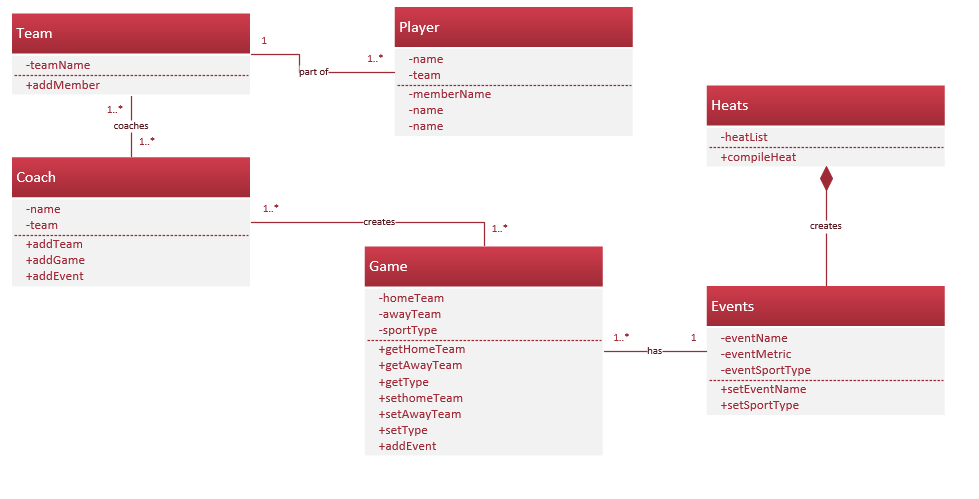 Team
-teamName
+addMember
1
part of
1..*
Player
-name
-team
-memberName
-name
-name
1..*
coaches
1..*
Coach
-name
-team
+addTeam
+addGame
+addEvent
1..*
creates
1..*
Game
-homeTeam
-awayTeam
-sportType
+getHomeTeam
+getAwayTeam
+getType
+sethomeTeam
+setAwayTeam
+setType
+addEvent
1..*
has
1
Heats
-heatList
+compileHeat
creates
Events
-eventName
-eventMetric
-eventSportType
+setEventName
+setSportType